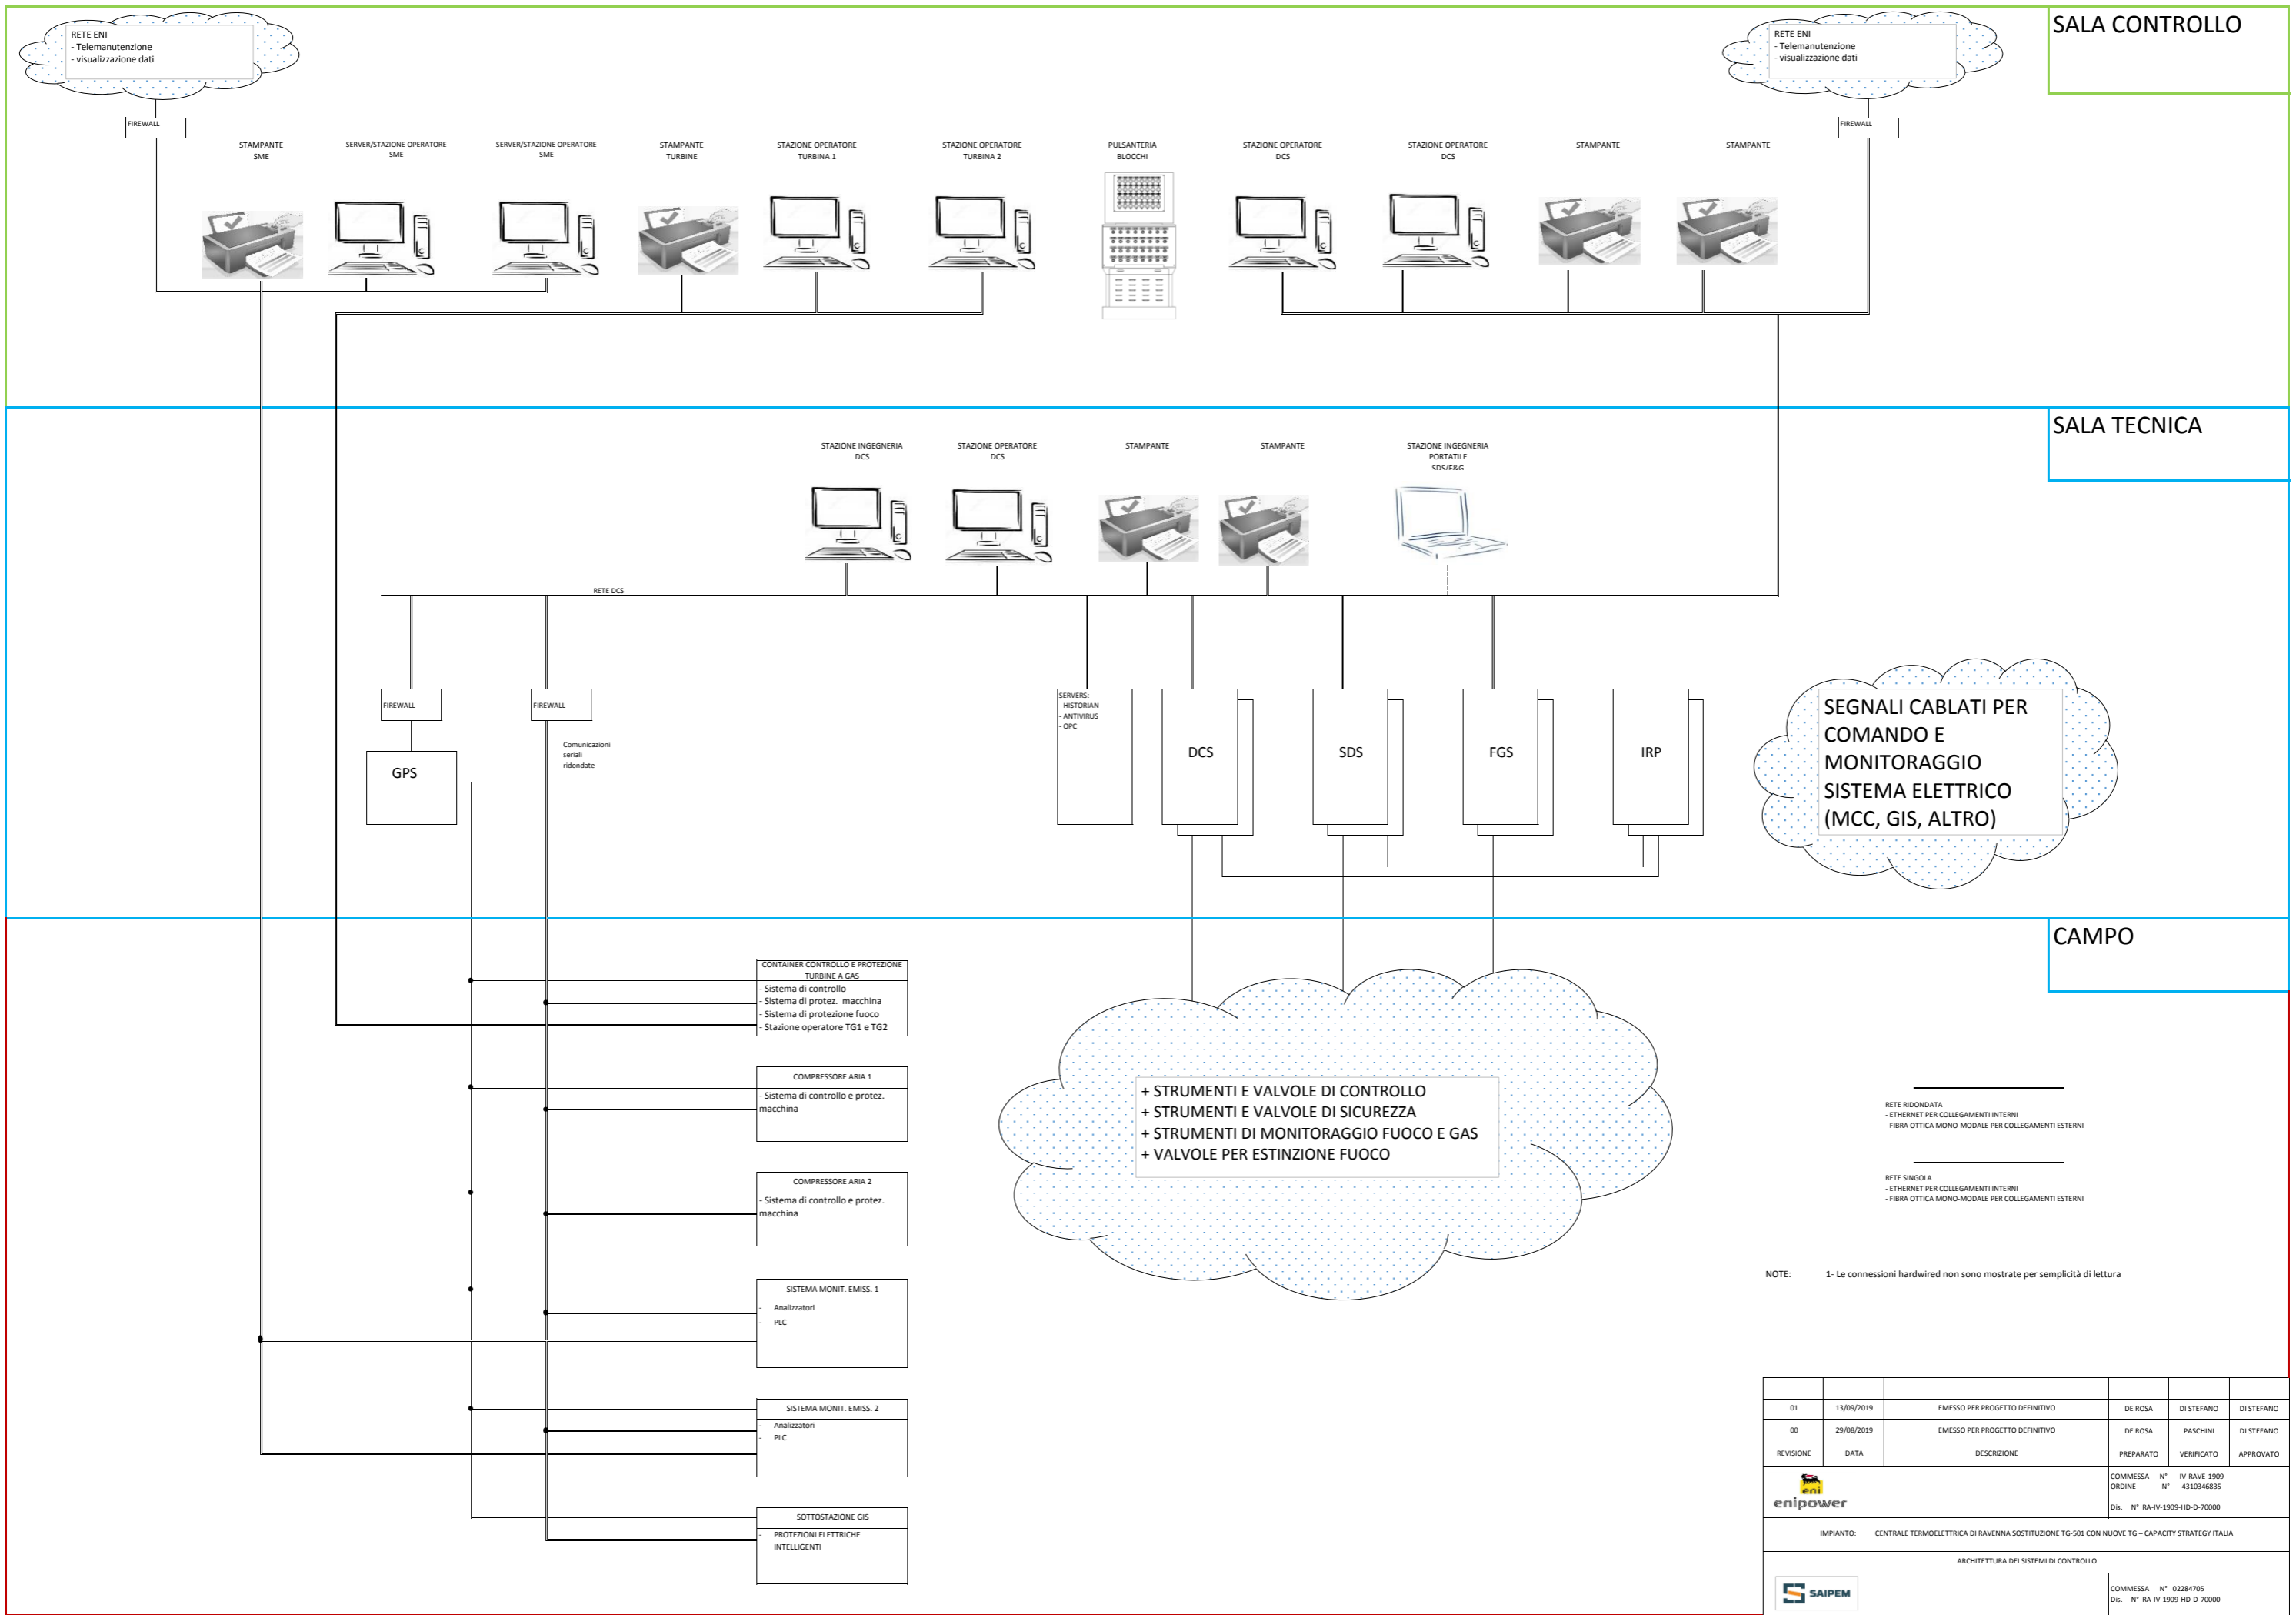 SALA CONTROLLO
RETE ENI
- Telemanutenzione
- visualizzazione dati
RETE ENI
- Telemanutenzione
- visualizzazione dati
FIREWALL
FIREWALL
STAMPANTE
SME
SERVER/STAZIONE OPERATORE
SME
SERVER/STAZIONE OPERATORE
SME
STAMPANTE
TURBINE
STAZIONE OPERATORE
TURBINA 1
STAZIONE OPERATORE
TURBINA 2
PULSANTERIA
BLOCCHI
STAZIONE OPERATORE
DCS
STAZIONE OPERATORE
DCS
STAMPANTE
STAMPANTE
SALA TECNICA
STAZIONE INGEGNERIA
DCS
STAZIONE OPERATORE
DCS
STAMPANTE
STAMPANTE
STAZIONE INGEGNERIA
PORTATILE
SDS/F&G
RETE DCS
FIREWALL
FIREWALL
Comunicazioni
seriali
ridondate
GPS
SERVERS:
- HISTORIAN
- ANTIVIRUS
- OPC
DCS
SDS
FGS
IRP
SEGNALI CABLATI PER
COMANDO E
MONITORAGGIO
SISTEMA ELETTRICO
(MCC, GIS, ALTRO)
CAMPO
CONTAINER CONTROLLO E PROTEZIONE
TURBINE A GAS
- Sistema di controllo
- Sistema di protez. macchina
- Sistema di protezione fuoco
- Stazione operatore TG1 e TG2
COMPRESSORE ARIA 1
- Sistema di controllo e protez.
macchina
COMPRESSORE ARIA 2
- Sistema di controllo e protez.
macchina
SISTEMA MONIT. EMISS. 1
- Analizzatori
- PLC
SISTEMA MONIT. EMISS. 2
- Analizzatori
- PLC
SOTTOSTAZIONE GIS
- PROTEZIONI ELETTRICHE
INTELLIGENTI
+ STRUMENTI E VALVOLE DI CONTROLLO
+ STRUMENTI E VALVOLE DI SICUREZZA
+ STRUMENTI DI MONITORAGGIO FUOCO E GAS
+ VALVOLE PER ESTINZIONE FUOCO
RETE RIDONDATA
- ETHERNET PER COLLEGAMENTI INTERNI
- FIBRA OTTICA MONO-MODALE PER COLLEGAMENTI ESTERNI
RETE SINGOLA
- ETHERNET PER COLLEGAMENTI INTERNI
- FIBRA OTTICA MONO-MODALE PER COLLEGAMENTI ESTERNI
NOTE: 1- Le connessioni hardwired non sono mostrate per semplicità di lettura
01 13/09/2019 EMESSO PER PROGETTO DEFINITIVO DE ROSA DI STEFANO DI STEFANO
00 29/08/2019 EMESSO PER PROGETTO DEFINITIVO DE ROSA PASCHINI DI STEFANO
REVISIONE DATA DESCRIZIONE PREPARATO VERIFICATO APPROVATO
eni
enipower
COMMESSA N° IV-RAVE-1909
ORDINE N° 4310346835
Dis. N° RA-IV-1909-HD-D-70000
IMPIANTO: CENTRALE TERMOELETTRICA DI RAVENNA SOSTITUZIONE TG-501 CON NUOVE TG – CAPACITY STRATEGY ITALIA
ARCHITETTURA DEI SISTEMI DI CONTROLLO
SAIPEM
COMMESSA N° 02284705
Dis. N° RA-IV-1909-HD-D-70000